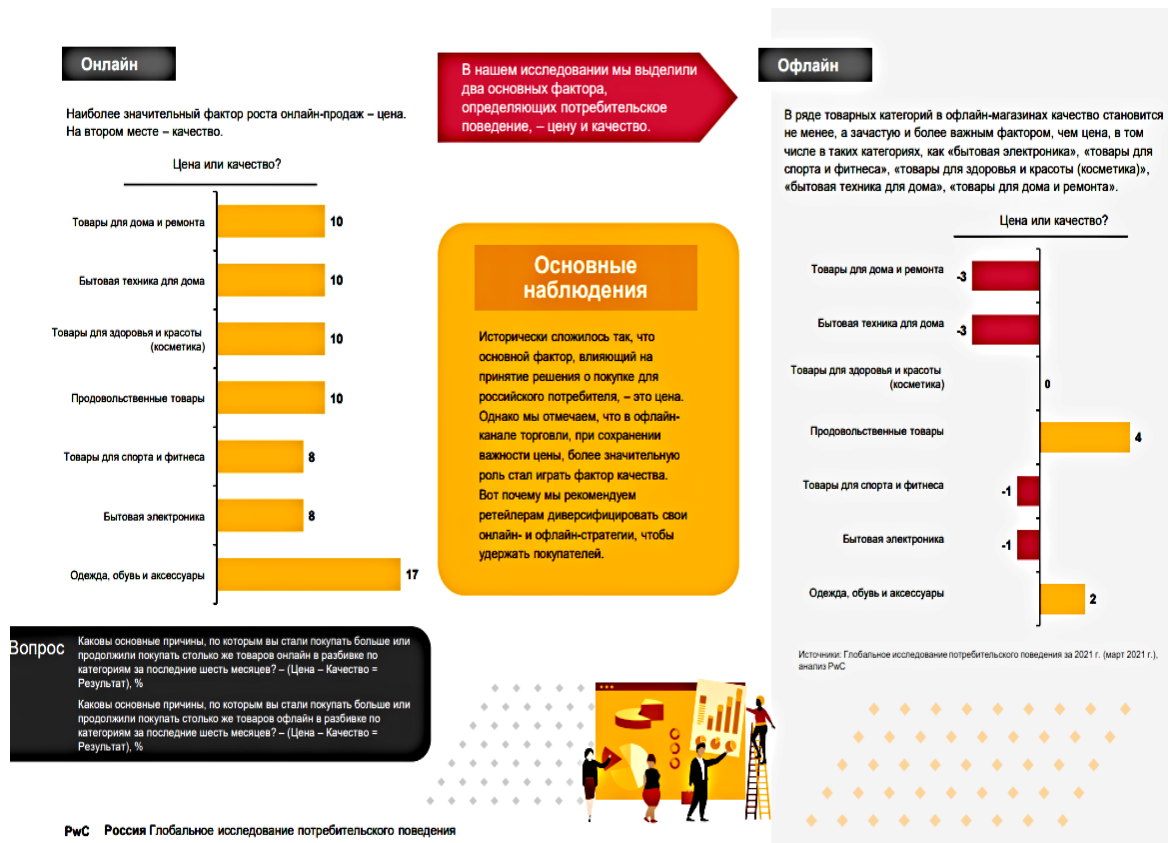 Онлайн
Наиболее значительный фактор роста онлайн-продаж – цена.
На втором месте – качество.
Цена или качество?
Товары для дома и ремонта
10
Бытовая техника для дома
10
Товары для здоровья и красоты
(косметика)
10
Продовольственные товары
10
Товары для спорта и фитнеса
8
Бытовая электроника
8
Одежда, обувь и аксессуары
17
В нашем исследовании мы выделили
два основных фактора,
определяющих потребительское
поведение, – цену и качество.
Основные
наблюдения
Исторически сложилось так, что
основной фактор, влияющий на
принятие решения о покупке для
российского потребителя, – это цена.
Однако мы отмечаем, что в офлайн-
канале торговли, при сохранении
важности цены, более значительную
роль стал играть фактор качества.
Вот почему мы рекомендуем
ретейлерам диверсифицировать свои
онлайн- и офлайн-стратегии, чтобы
удержать покупателей.
Офлайн
В ряде товарных категорий в офлайн-магазинах качество становится
не менее, а зачастую и более важным фактором, чем цена, в том
числе в таких категориях, как «бытовая электроника», «товары для
спорта и фитнеса», «товары для здоровья и красоты (косметика)»,
«бытовая техника для дома», «товары для дома и ремонта».
Цена или качество?
Товары для дома и ремонта
-3
Бытовая техника для дома
-3
Товары для здоровья и красоты
(косметика)
0
Продовольственные товары
4
Товары для спорта и фитнеса
-1
Бытовая электроника
-1
Одежда, обувь и аксессуары
2
Источники: Глобальное исследование потребительского поведения за 2021 г. (март 2021 г.),
анализ PwC
Вопрос
Каковы основные причины, по которым вы стали покупать больше или
продолжили покупать столько же товаров онлайн в разбивке по
категориям за последние шесть месяцев? – (Цена – Качество =
Результат), %
Каковы основные причины, по которым вы стали покупать больше или
продолжили покупать столько же товаров офлайн в разбивке по
категориям за последние шесть месяцев? – (Цена – Качество =
Результат), %
PwC Россия Глобальное исследование потребительского поведения